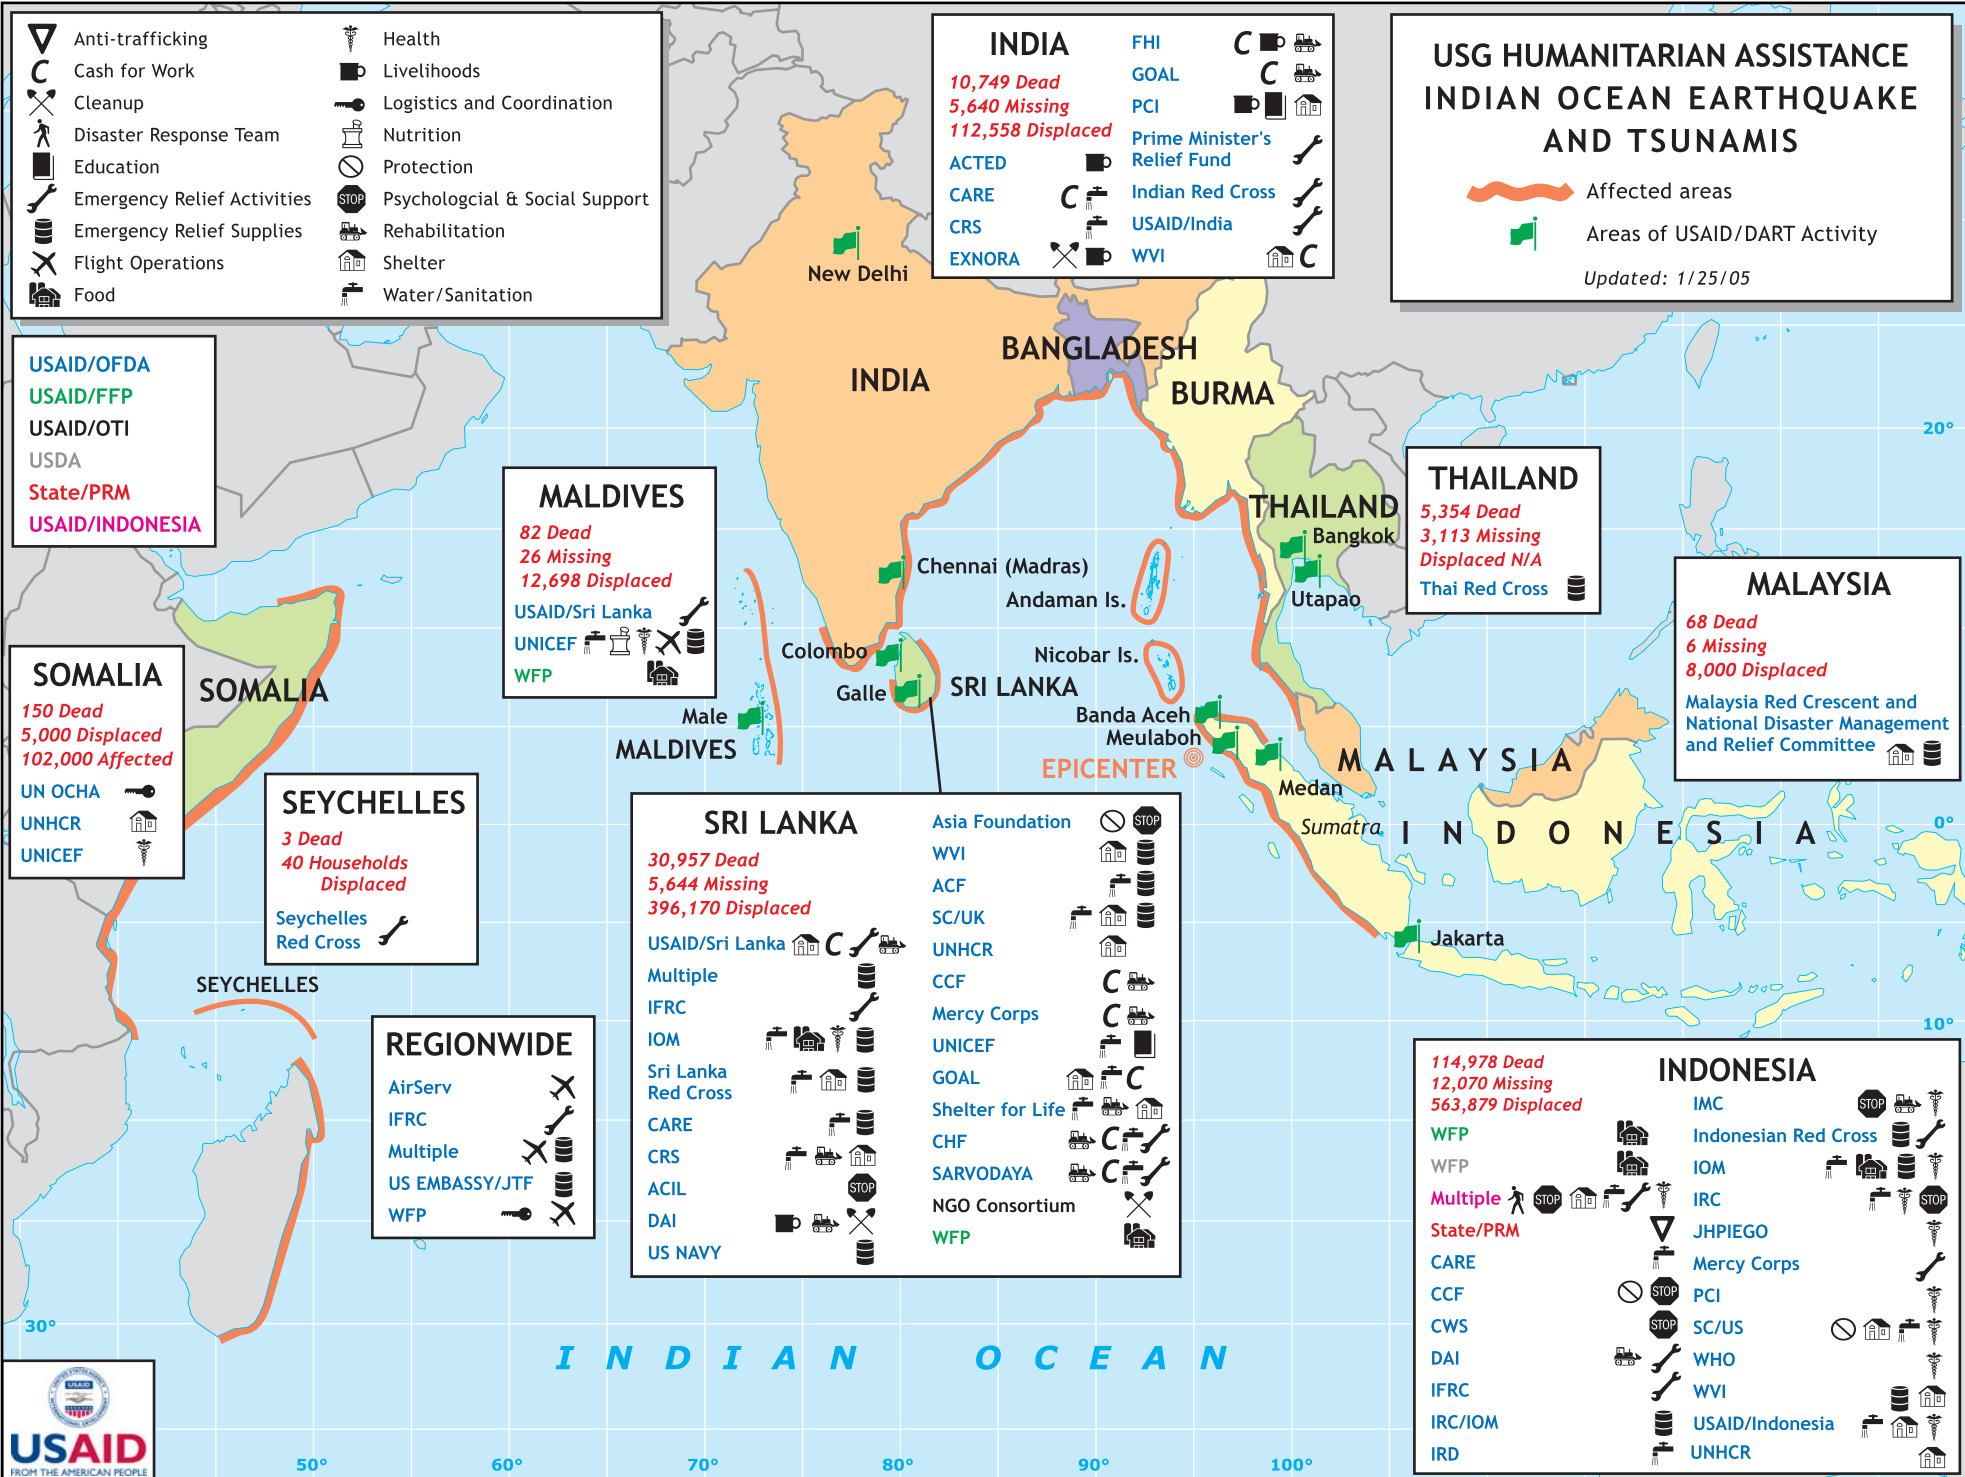 Anti-trafficking
C Cash for Work
Cleanup
Disaster Response Team
Education
Emergency Relief Activities
Emergency Relief Supplies
Flight Operations
Food
Health
Livelihoods
Logistics and Coordination
Nutrition
Protection
STOP Psychologcial & Social Support
Rehabilitation
Shelter
Water/Sanitation
INDIA
10,749 Dead
5,640 Missing
112,558 Displaced
ACTED
CARE C
CRS
EXNORA
FHI C
GOAL C
PCI
Prime Minister's
Relief Fund
Indian Red Cross
USAID/India
WVI C
USG HUMANITARIAN ASSISTANCE
INDIAN OCEAN EARTHQUAKE
AND TSUNAMIS
Affected areas
Areas of USAID/DART Activity
Updated: 1/25/05
USAID/OFDA
USAID/FFP
USAID/OTI
USDA
State/PRM
USAID/INDONESIA
New Delhi
INDIA
BANGLADESH
BURMA
THAILAND
Bangkok
Utapao
Chennai (Madras)
Andaman Is.
Nicobar Is.
Colombo
Galle
SRI LANKA
Male
MALDIVES
Banda Aceh
Meulaboh
EPICENTER
Medan
Sumatra
MALAYSIA
INDONESIA
Jakarta
SOMALIA
SEYCHELLES
INDIAN OCEAN
20°
0°
10°
30°
50°
60°
70°
80°
90°
100°
MALDIVES
82 Dead
26 Missing
12,698 Displaced
USAID/Sri Lanka
UNICEF
WFP
THAILAND
5,354 Dead
3,113 Missing
Displaced N/A
Thai Red Cross
MALAYSIA
68 Dead
6 Missing
8,000 Displaced
Malaysia Red Crescent and
National Disaster Management
and Relief Committee
SOMALIA
150 Dead
5,000 Displaced
102,000 Affected
UN OCHA
UNHCR
UNICEF
SEYCHELLES
3 Dead
40 Households
Displaced
Seychelles
Red Cross
REGIONWIDE
AirServ
IFRC
Multiple
US EMBASSY/JTF
WFP
SRI LANKA
30,957 Dead
5,644 Missing
396,170 Displaced
USAID/Sri Lanka C
Multiple
IFRC
IOM
Sri Lanka
Red Cross
CARE
CRS
ACIL STOP
DAI
US NAVY
Asia Foundation STOP
WVI
ACF
SC/UK
UNHCR
CCF C
Mercy Corps C
UNICEF
GOAL C
Shelter for Life
CHF C
SARVODAYA C
NGO Consortium
WFP
INDONESIA
114,978 Dead
12,070 Missing
563,879 Displaced
WFP
WFP
Multiple STOP
State/PRM
CARE
CCF STOP
CWS STOP
DAI
IFRC
IRC/IOM
IRD
IMC STOP
Indonesian Red Cross
IOM
IRC STOP
JHPIEGO
Mercy Corps
PCI
SC/US
WHO
WVI
USAID/Indonesia
UNHCR
USAID
USAID
FROM THE AMERICAN PEOPLE